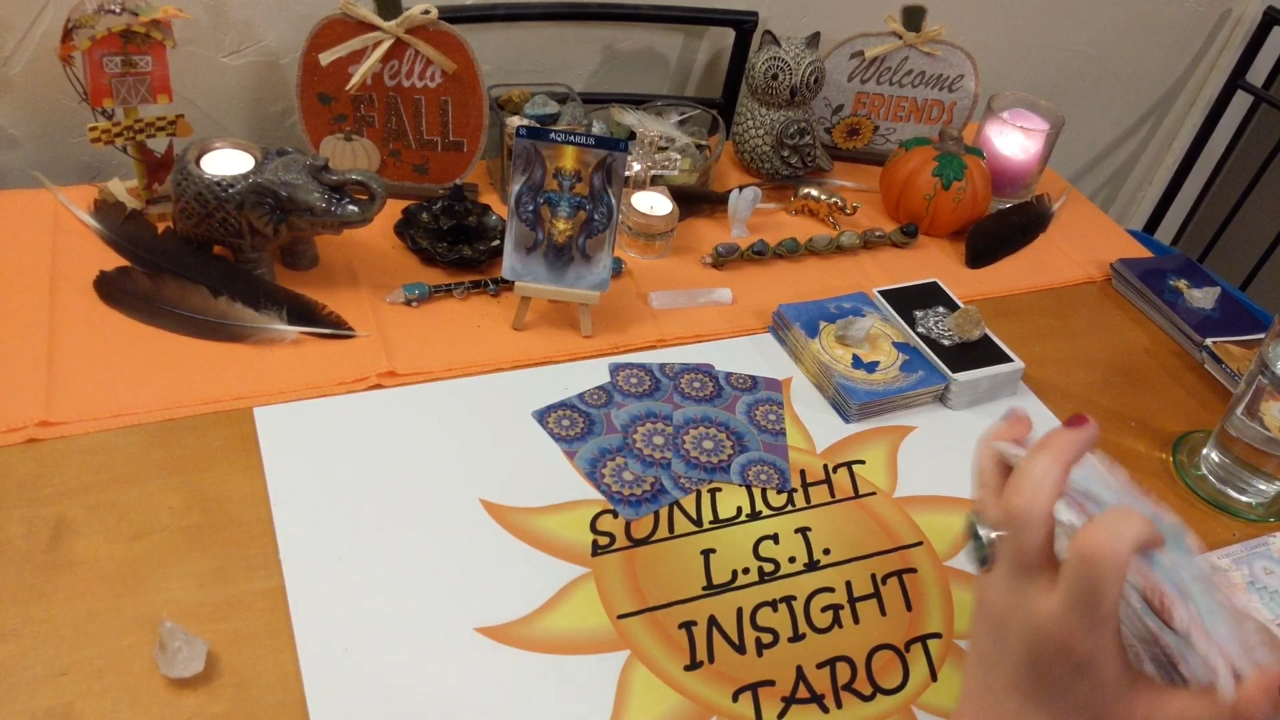 Hello
FALL
Welcome
FRIENDS
AQUARIUS
SUNLIGHT
L.S.I.
INSIGHT
TAROT